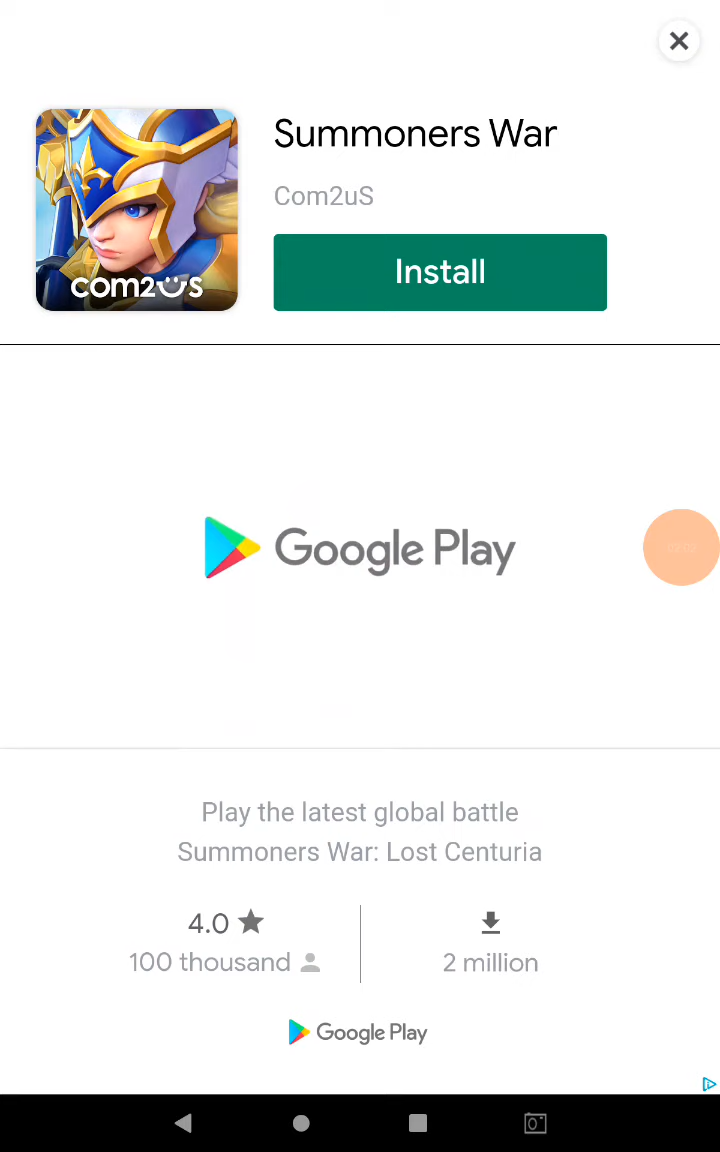 Summoners War
Com2uS
com2us
Install
Google Play
Play the latest global battle
Summoners War: Lost Centuria
4.0
100 thousand
2 million
Google Play